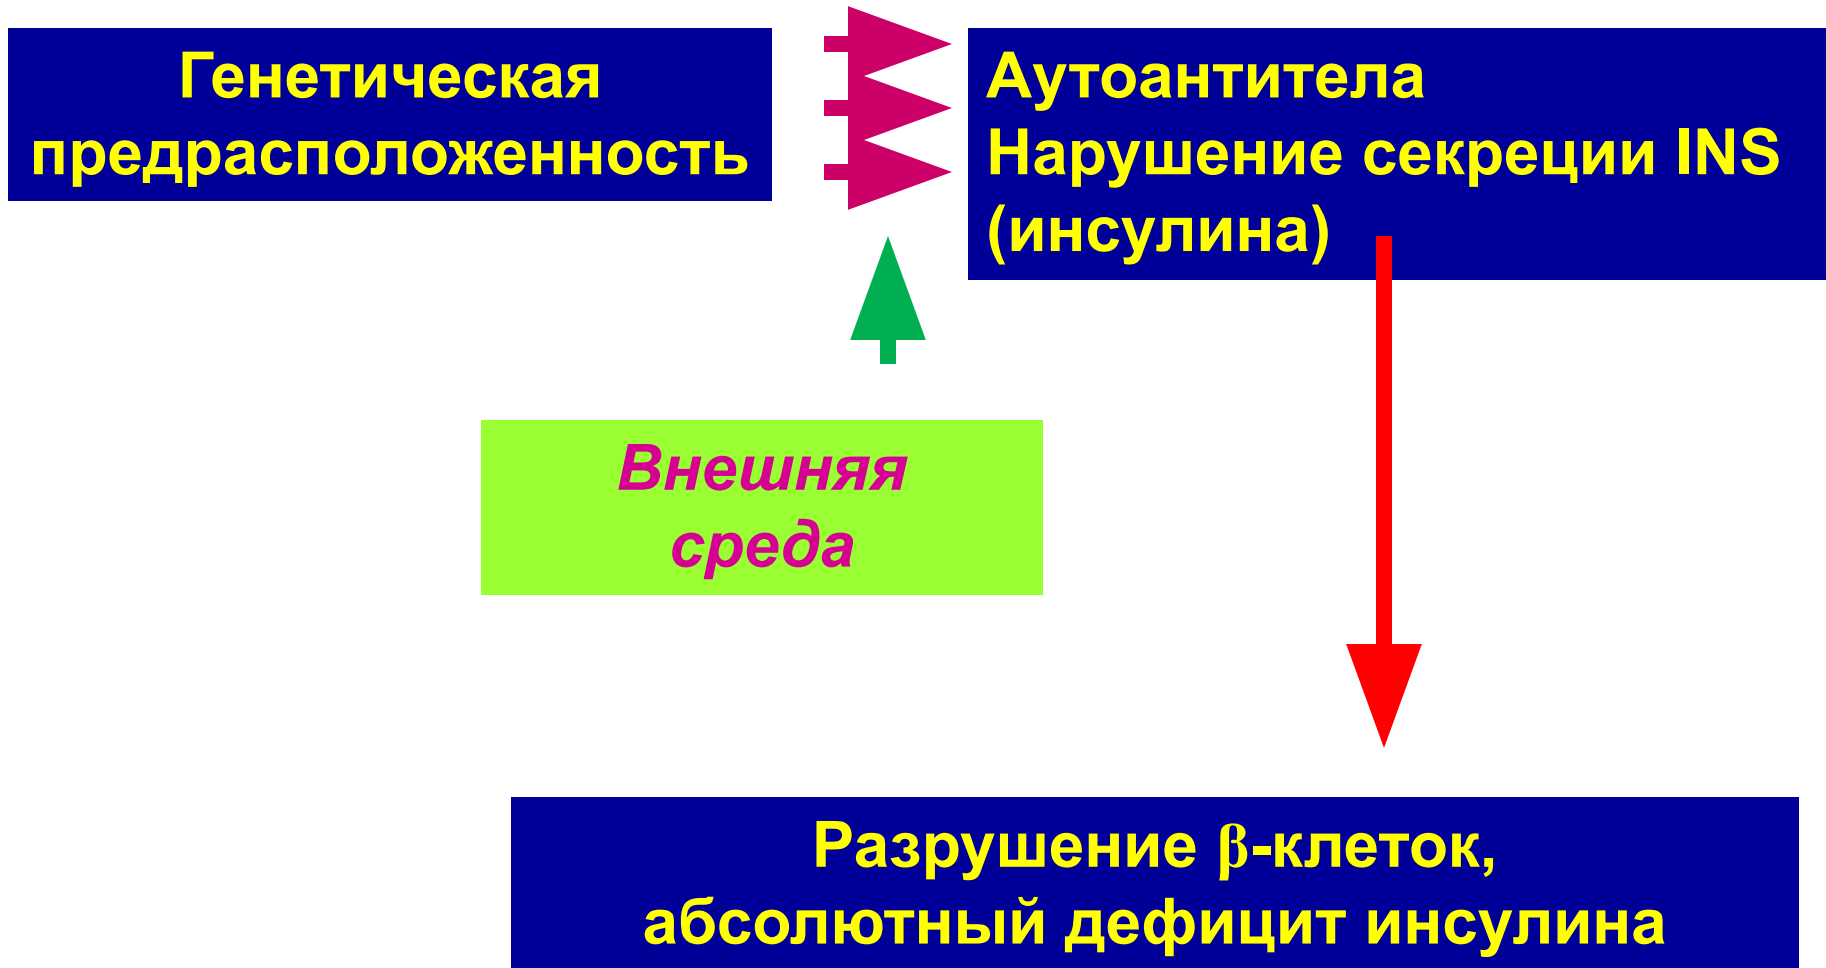 Генетическая
предрасположенность
Аутоантитела
Нарушение секреции INS
(инсулина)
Внешняя
среда
Разрушение β-клеток,
абсолютный дефицит инсулина